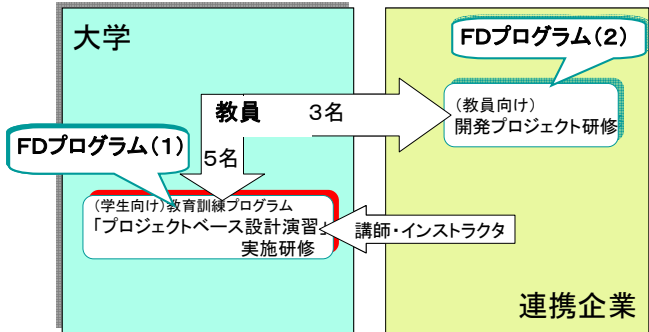 大学
FDプログラム(2)
(教員向け)
開発プロジェクト研修
教員 3名
FDプログラム(1)
5名
(学生向け)教育訓練プログラム
「プロジェクトベース設計演習」
実施研修
講師・インストラクタ
連携企業